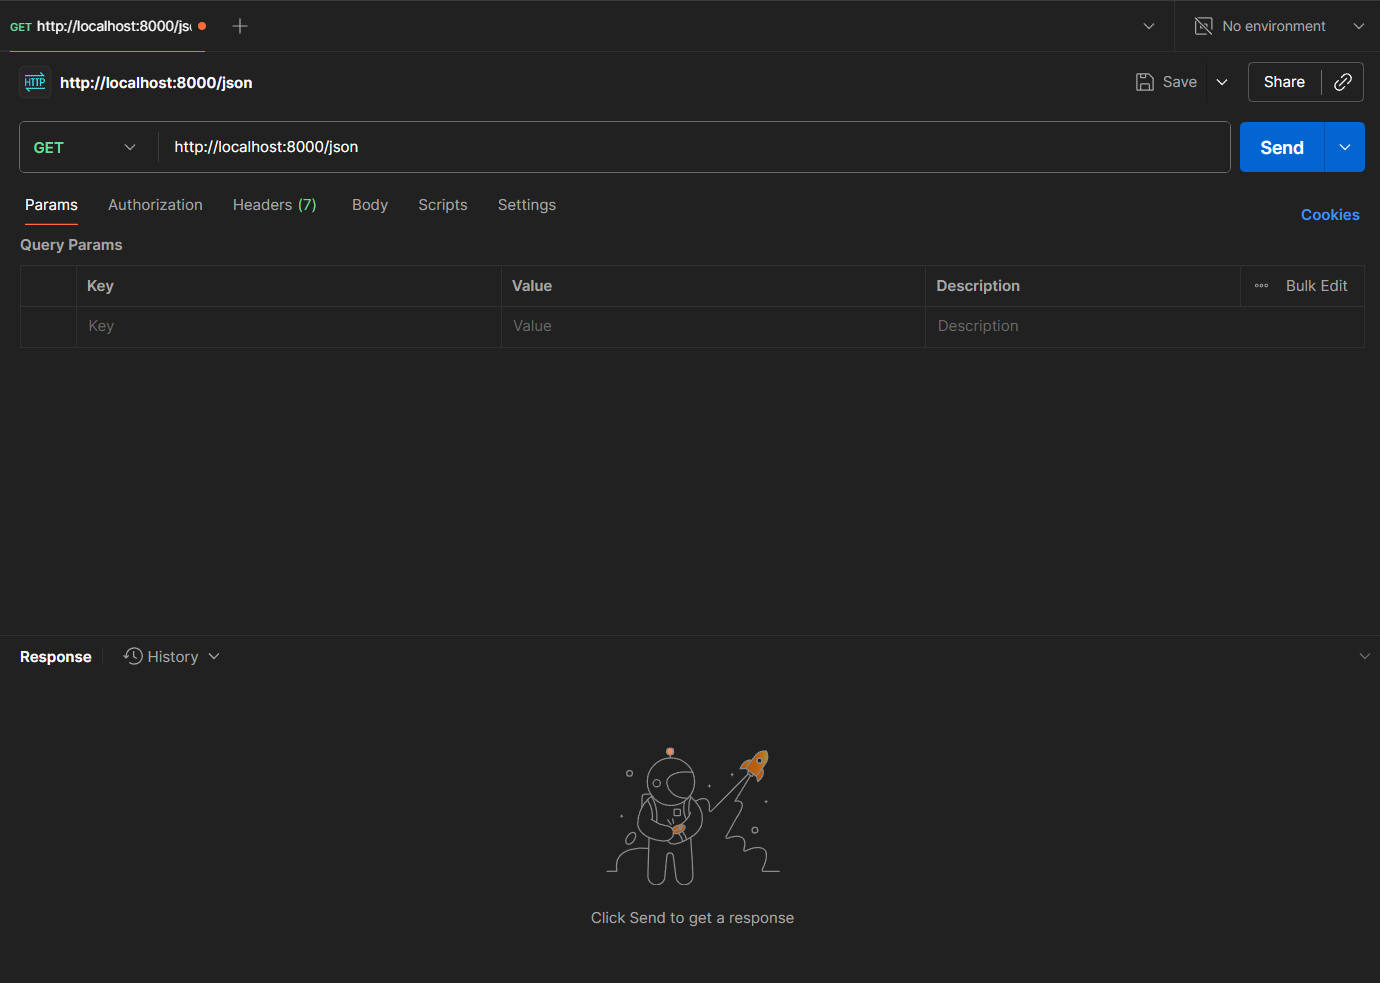 GET http://localhost:8000/js
No environment
HTTP http://localhost:8000/json
Save
Share
GET http://localhost:8000/json
Send
Params Authorization Headers (7) Body Scripts Settings
Cookies
Query Params
Key Value Description Bulk Edit
Key Value Description
Response History
Click Send to get a response